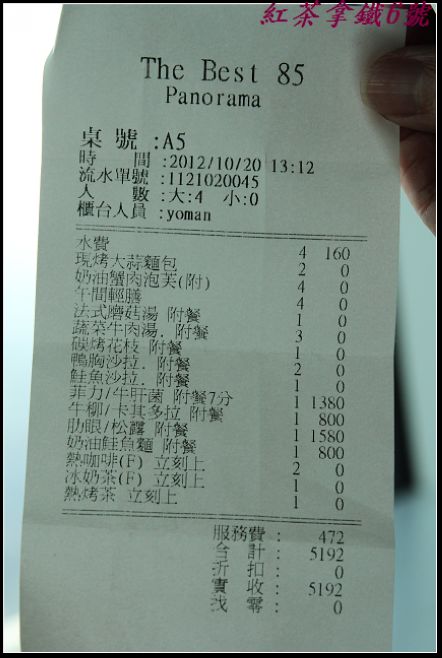 紅茶拿鐵6號
The Best 85
Panorama
桌號:A5
時間:2012/10/20 13:12
流水單號:1121020045
人數:大:4 小:0
櫃台人員:yoman
水費 4 160
現烤大蒜麵包 2 0
奶油蟹肉泡芙(附) 4 0
午間輕膳 4 0
法式磨菇湯 附餐 1 0
蔬菜牛肉湯. 附餐 3 0
碳烤花枝 附餐 1 0
鴨胸沙拉. 附餐 2 0
鮭魚沙拉. 附餐 1 0
菲力/牛肝菌 附餐7分 1 1380
牛柳/卡其多拉 附餐 1 800
肋眼/松露 附餐 1 1580
奶油鮭魚麵 附餐 1 800
熱咖啡(F) 立刻上 2 0
冰奶茶(F) 立刻上 1 0
熱烤茶 立刻上 1 0
服務費: 472
合計: 5192
折扣: 0
實收: 5192
找零: 0